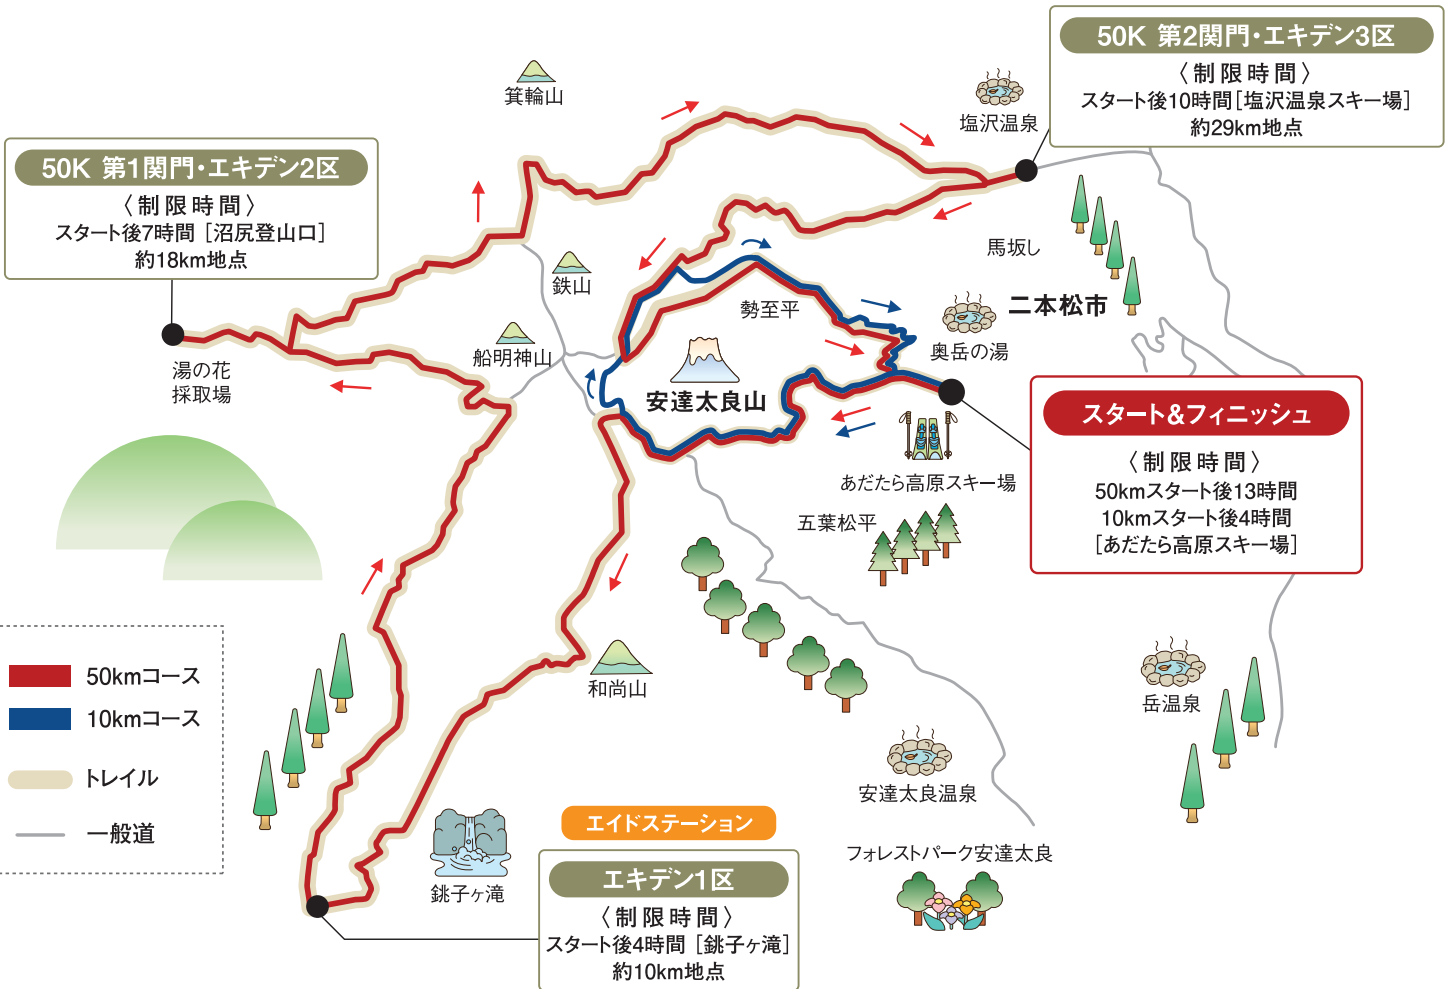 50K 第2関門・エキデン3区
〈制限時間〉
スタート後10時間[塩沢温泉スキー場]
約29km地点
箕輪山
塩沢温泉
50K 第1関門・エキデン2区
〈制限時間〉
スタート後7時間 [沼尻登山口]
約18km地点
馬坂し
鉄山
勢至平
二本松市
船明神山
奥岳の湯
湯の花
採取場
安達太良山
スタート&フィニッシュ
〈制限時間〉
50kmスタート後13時間
10kmスタート後4時間
[あだたら高原スキー場]
あだたら高原スキー場
五葉松平
和尚山
岳温泉
50kmコース
10kmコース
トレイル
一般道
安達太良温泉
エイドステーション
フォレストパーク安達太良
銚子ヶ滝
エキデン1区
〈制限時間〉
スタート後4時間 [銚子ヶ滝]
約10km地点